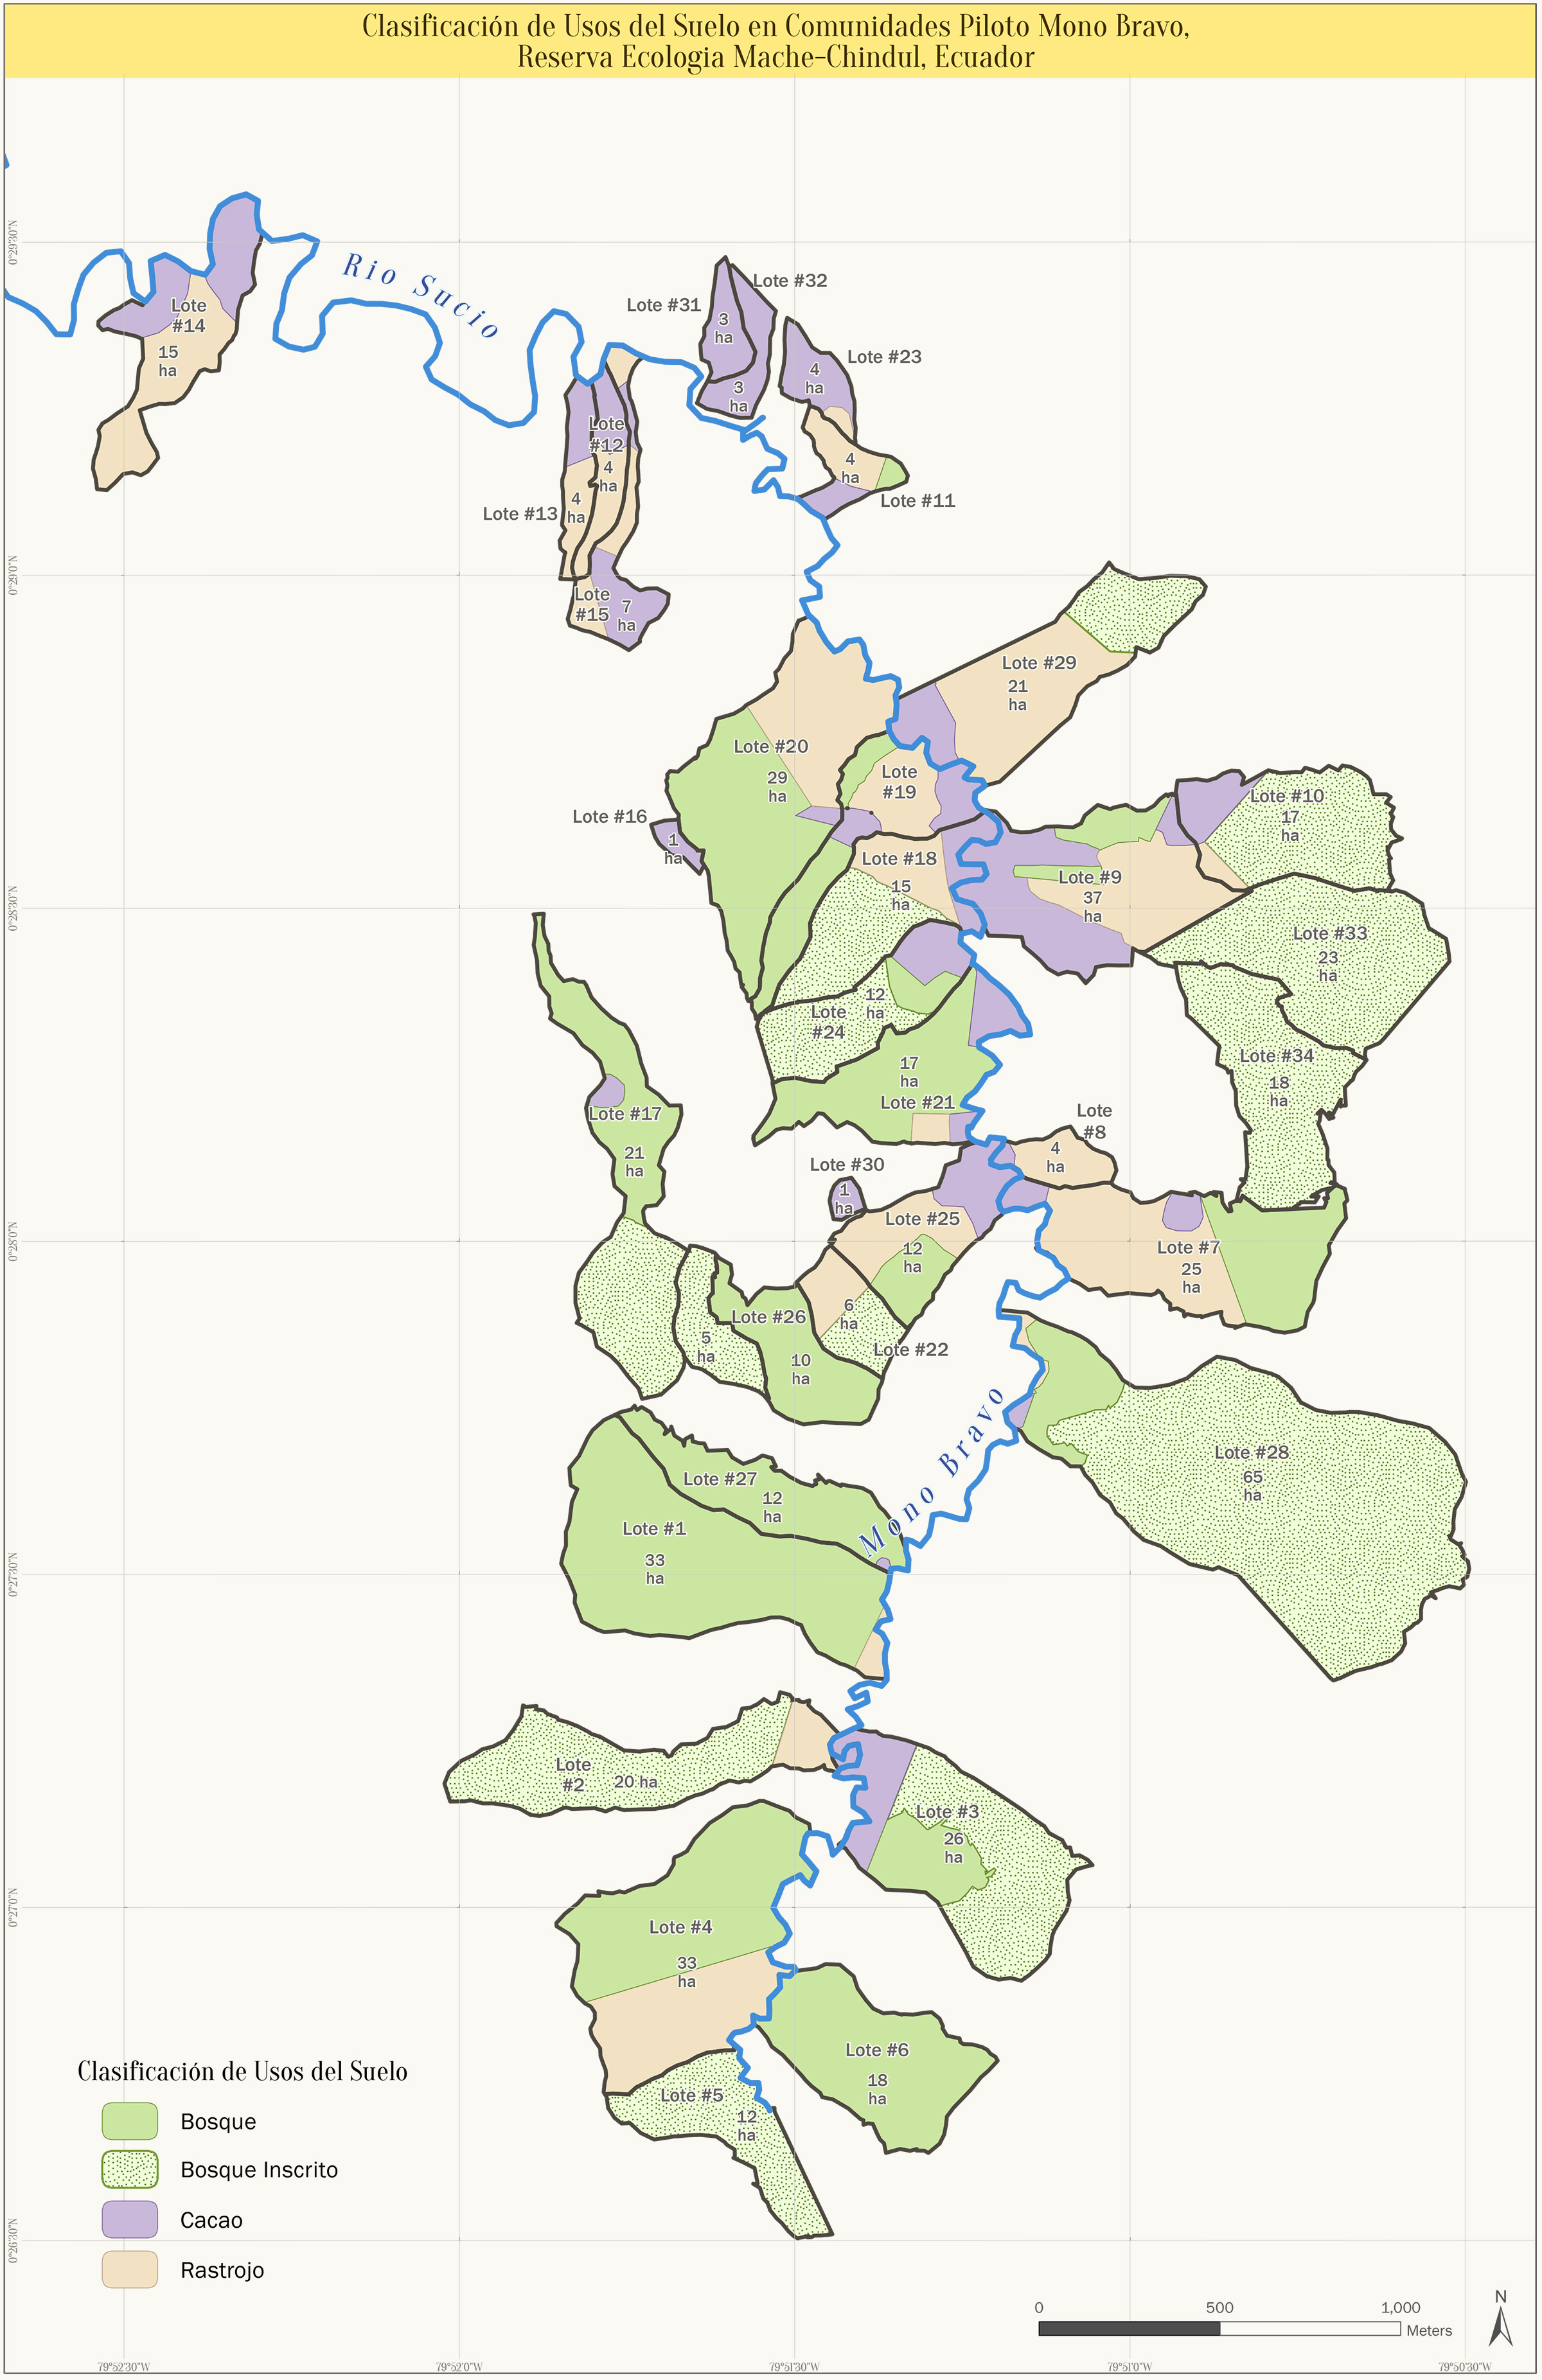 Clasificación de Usos del Suelo en Comunidades Piloto Mono Bravo,
Reserva Ecologia Mache-Chindul, Ecuador
0°29'30"N
Rio Sucio
Lote
#14
15
ha
Lote #31
3
ha
Lote #32
3
ha
Lote #23
4
ha
Lote
#12
4
ha
4
ha
Lote #11
Lote #13
4
ha
0°29'0"N
Lote
#15
7
ha
Lote #29
21
ha
Lote #20
29
ha
Lote
#19
Lote #16
1
ha
Lote #10
17
ha
Lote #18
15
ha
Lote #9
37
ha
0°28'30"N
Lote #33
23
ha
12
ha
Lote
#24
Lote #34
18
ha
17
ha
Lote #21
Lote #17
21
ha
Lote
#8
4
ha
Lote #30
1
ha
Lote #25
12
ha
0°28'0"N
Lote #7
25
ha
Lote #26
10
ha
5
ha
6
ha
Lote #22
Mono Bravo
Lote #28
65
ha
Lote #27
12
ha
Lote #1
33
ha
0°27'30"N
Lote
#2
20 ha
Lote #3
26
ha
0°27'0"N
Lote #4
33
ha
Lote #6
18
ha
Lote #5
12
ha
Clasificación de Usos del Suelo
Bosque
Bosque Inscrito
Cacao
Rastrojo
0°26'30"N
0
500
1,000
Meters
N
79°52'30"W
79°52'0"W
79°51'30"W
79°51'0"W
79°50'30"W